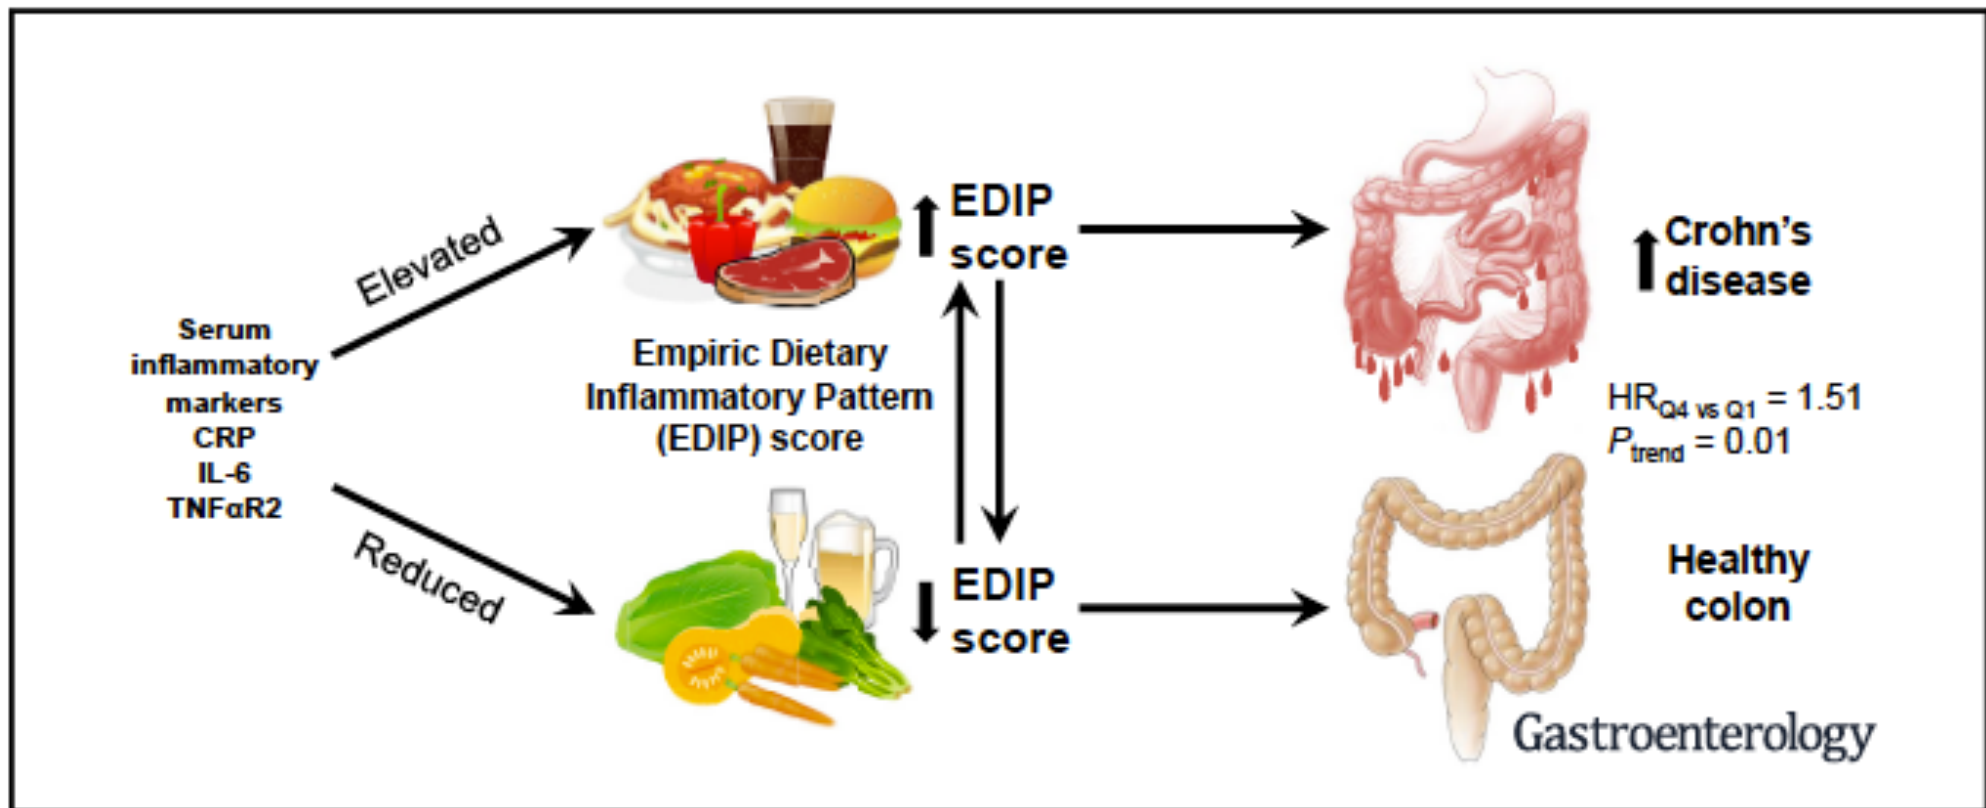 Serum
inflammatory
markers
CRP
IL-6
TNFαR2
Elevated
Reduced
EDIP
score
Empiric Dietary
Inflammatory Pattern
(EDIP) score
EDIP
score
Crohn's
disease
HRQ4 vs Q1 = 1.51
Ptrend = 0.01
Healthy
colon
Gastroenterology